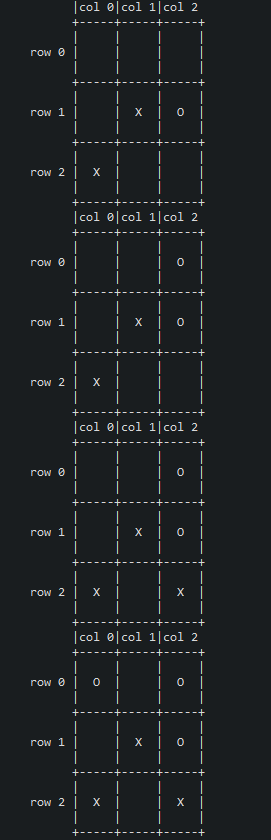 |col 0|col 1|col 2
+-----+-----+-----+
|     |     |     |
row 0 |     |     |     |
|     |     |     |
+-----+-----+-----+
|     |     |     |
row 1 |     |  X  |  O  |
|     |     |     |
+-----+-----+-----+
|     |     |     |
row 2 |  X  |     |     |
|     |     |     |
+-----+-----+-----+
|col 0|col 1|col 2
+-----+-----+-----+
|     |     |     |
row 0 |     |     |  O  |
|     |     |     |
+-----+-----+-----+
|     |     |     |
row 1 |     |  X  |  O  |
|     |     |     |
+-----+-----+-----+
|     |     |     |
row 2 |  X  |     |     |
|     |     |     |
+-----+-----+-----+
|col 0|col 1|col 2
+-----+-----+-----+
|     |     |     |
row 0 |     |     |  O  |
|     |     |     |
+-----+-----+-----+
|     |     |     |
row 1 |     |  X  |  O  |
|     |     |     |
+-----+-----+-----+
|     |     |     |
row 2 |  X  |     |  X  |
|     |     |     |
+-----+-----+-----+
|col 0|col 1|col 2
+-----+-----+-----+
|     |     |     |
row 0 |  O  |     |  O  |
|     |     |     |
+-----+-----+-----+
|     |     |     |
row 1 |     |  X  |  O  |
|     |     |     |
+-----+-----+-----+
|     |     |     |
row 2 |  X  |     |  X  |
|     |     |     |
+-----+-----+-----+